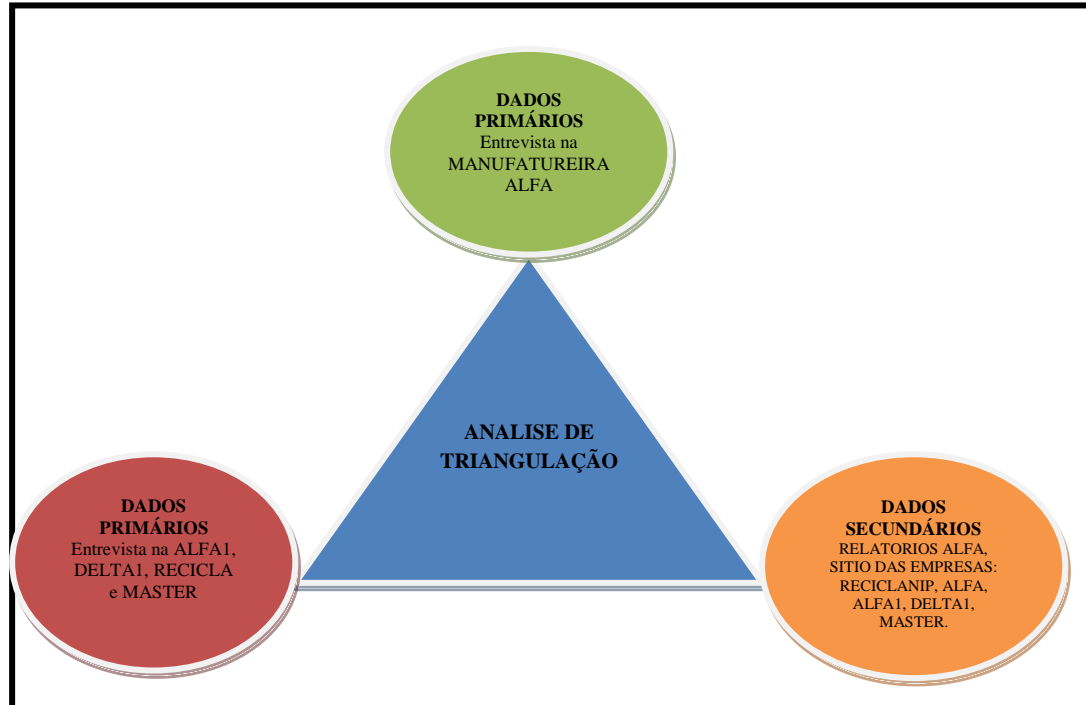 DADOS
PRIMÁRIOS
Entrevista na
MANUFATUREIRA
ALFA
ANALISE DE
TRIANGULAÇÃO
DADOS
PRIMÁRIOS
Entrevista na ALFA1,
DELTA1, RECICLA
e MASTER
DADOS
SECUNDÁRIOS
RELATORIOS ALFA,
SITIO DAS EMPRESAS:
RECICLANIP, ALFA,
ALFA1, DELTA1,
MASTER.